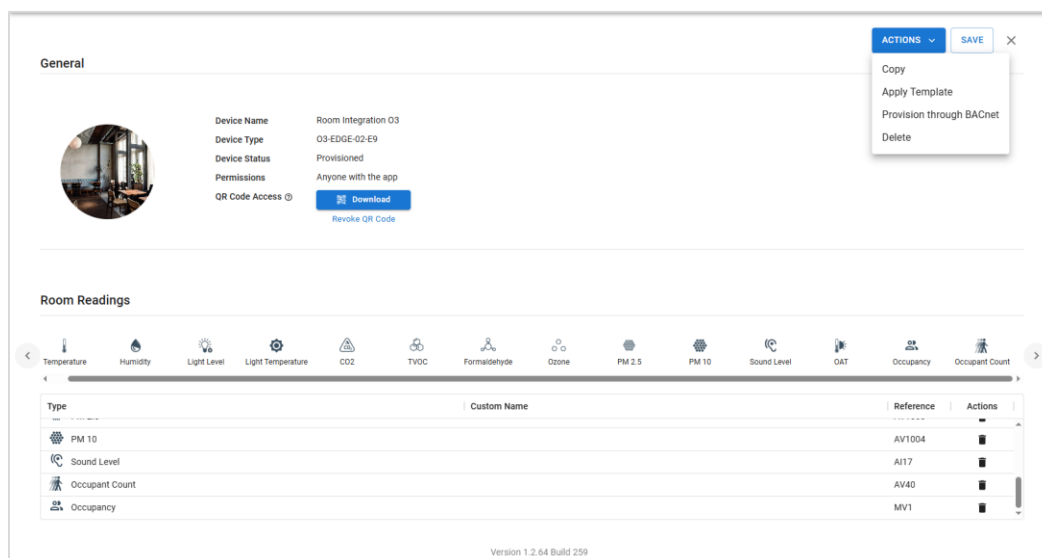 ACTIONS SAVE
General
Copy
Apply Template
Provision through BACnet
Delete
Device Name Room Integration O3
Device Type O3-EDGE-02-E9
Device Status Provisioned
Permissions Anyone with the app
QR Code Access Download
Revoke QR Code
Room Readings
Temperature Humidity Light Level Light Temperature CO2 TVOC Formaldehyde Ozone PM 2.5 PM 10 Sound Level OAT Occupancy Occupant Count
Type Custom Name Reference Actions
PM 10 AV1004
Sound Level AI17
Occupant Count AV40
Occupancy MV1
Version 1.2.64 Build 259